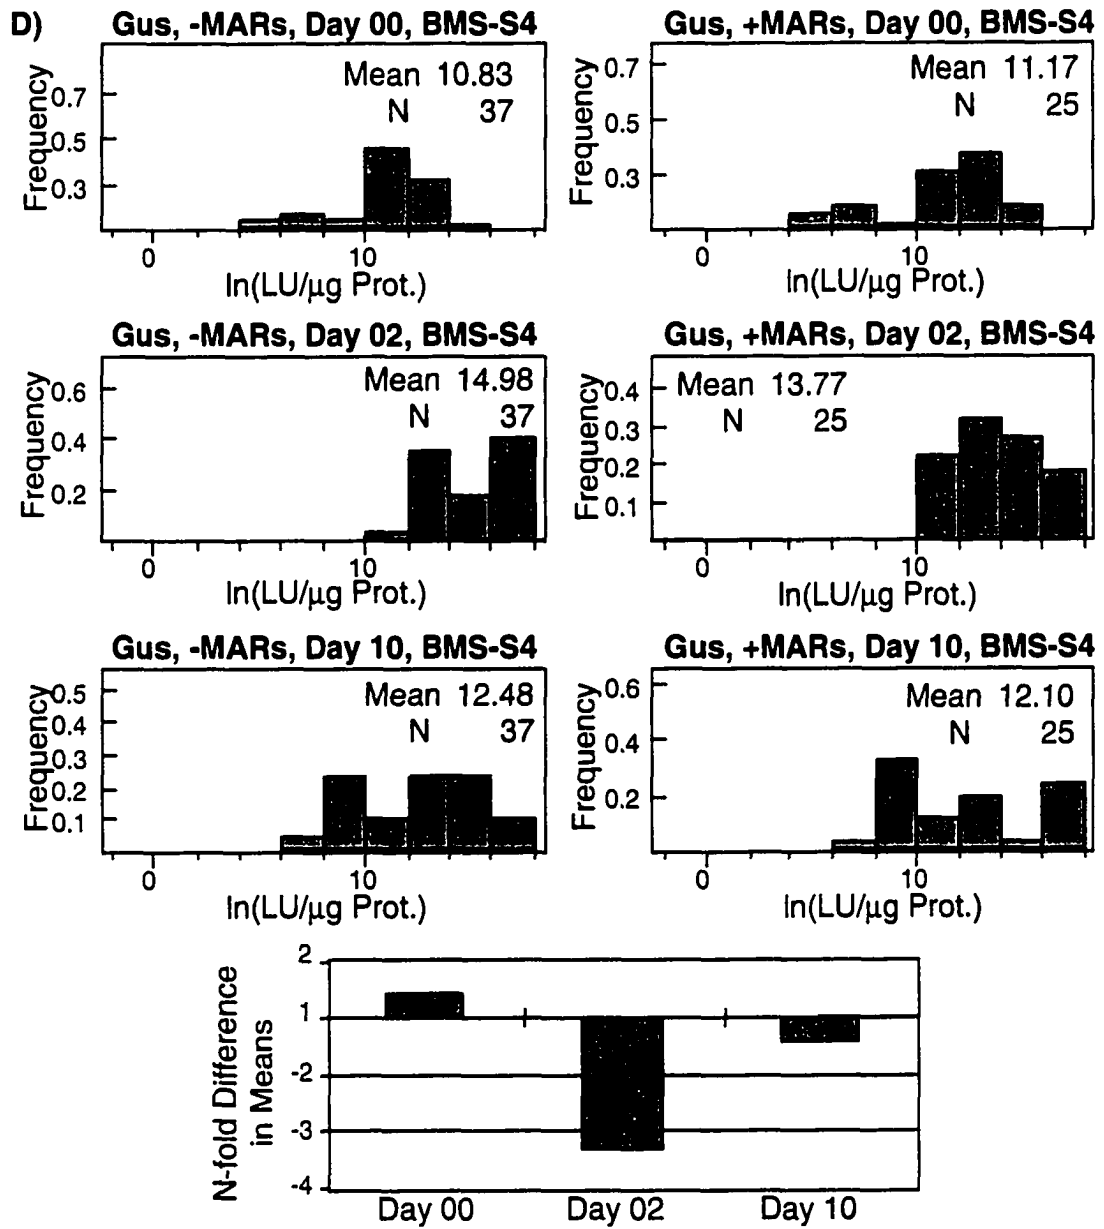 D)
Gus, -MARs, Day 00, BMS-S4
Frequency
0.7
0.5
0.3
Mean 10.83
N 37
0 10
ln(LU/µg Prot.)
Gus, +MARs, Day 00, BMS-S4
Frequency
0.7
0.5
0.3
Mean 11.17
N 25
0 10
ln(LU/µg Prot.)
Gus, -MARs, Day 02, BMS-S4
Frequency
0.6
0.4
0.2
Mean 14.98
N 37
0 10
ln(LU/µg Prot.)
Gus, +MARs, Day 02, BMS-S4
Frequency
0.4
0.3
0.2
0.1
Mean 13.77
N 25
0 10
ln(LU/µg Prot.)
Gus, -MARs, Day 10, BMS-S4
Frequency
0.5
0.4
0.3
0.2
0.1
Mean 12.48
N 37
0 10
ln(LU/µg Prot.)
Gus, +MARs, Day 10, BMS-S4
Frequency
0.6
0.4
0.2
Mean 12.10
N 25
0 10
ln(LU/µg Prot.)
N-fold Difference
in Means
2
1
-2
-3
-4
Day 00 Day 02 Day 10